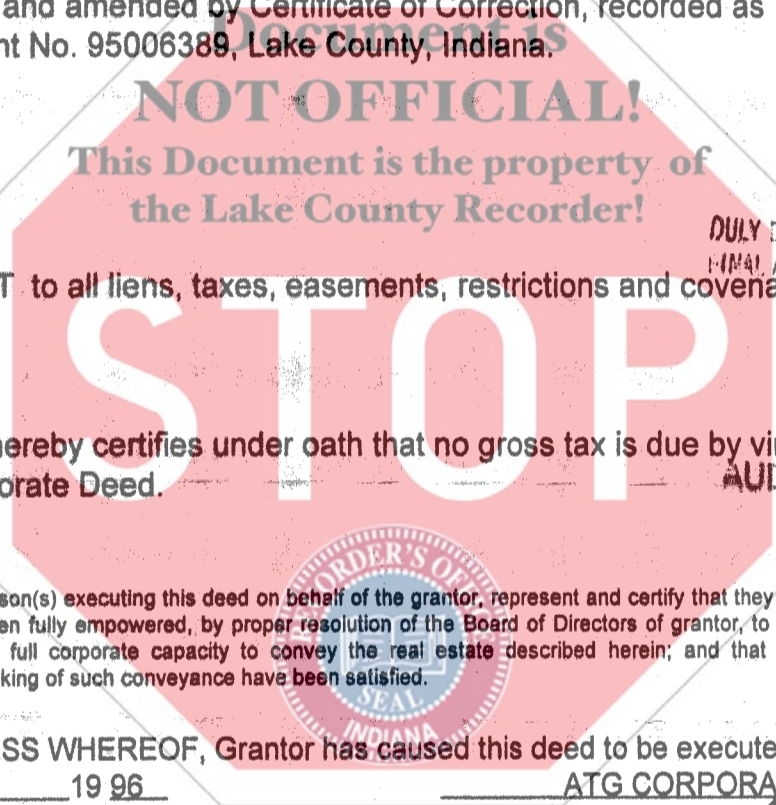 and amended by Certificate of Correction, recorded as
Document is
nt No. 95006389, Lake County, Indiana.
NOT OFFICIAL!
This Document is the property of
the Lake County Recorder!
DULY
FINAL
T to all liens, taxes, easements, restrictions and covena
STOP
hereby certifies under oath that no gross tax is due by vi
orate Deed.
AUD
RECORDER'S OFFICE
son(s) executing this deed on behalf of the grantor, represent and certify that they
en fully empowered, by proper resolution of the Board of Directors of grantor, to
full corporate capacity to convey the real estate described herein; and that
king of such conveyance have been satisfied.
SEAL
INDIANA
SS WHEREOF, Grantor has caused this deed to be execute
19 96 ATG CORPORA